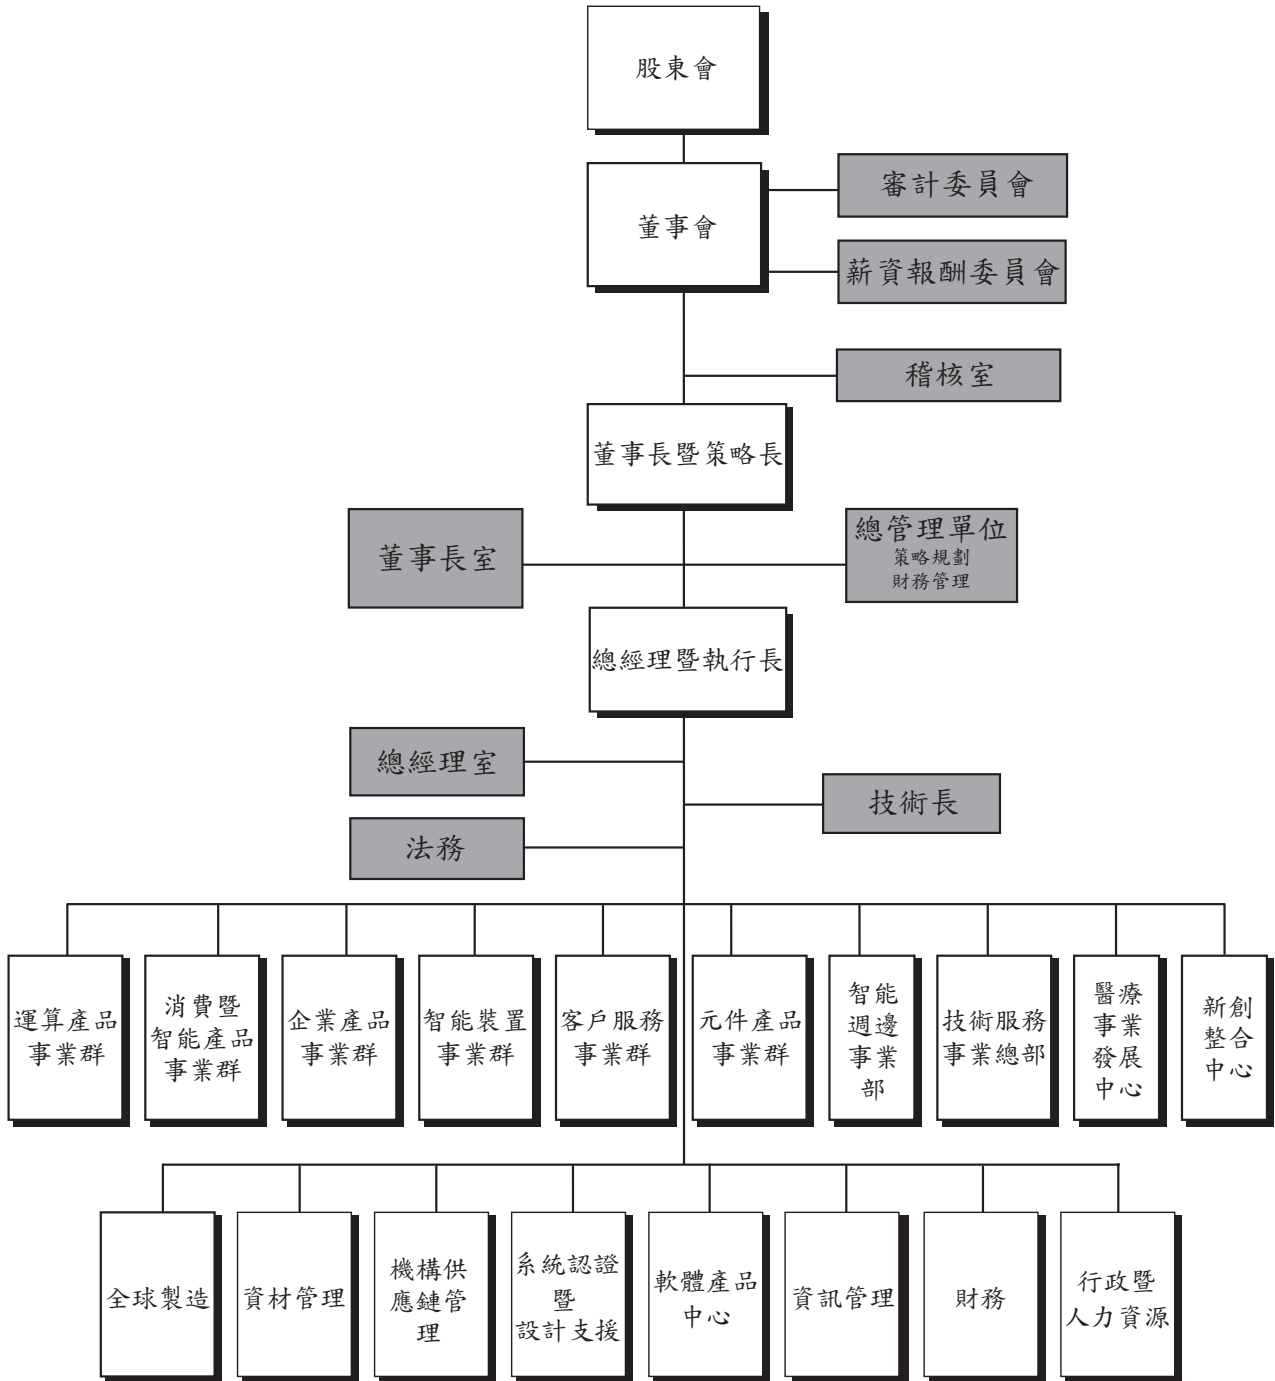 股東會
董事會
審計委員會
薪資報酬委員會
稽核室
董事長暨策略長
董事長室
總管理單位
策略規劃
財務管理
總經理暨執行長
總經理室
技術長
法務
運算產品
事業群
消費暨
智能產品
事業群
企業產品
事業群
智能裝置
事業群
客戶服務
事業群
元件產品
事業群
智能
週邊
事業
部
技術服務
事業總部
醫療
事業
發展
中心
新創
整合
中心
全球製造
資材管理
機構供
應鏈管
理
系統認證
暨
設計支援
軟體產品
中心
資訊管理
財務
行政暨
人力資源